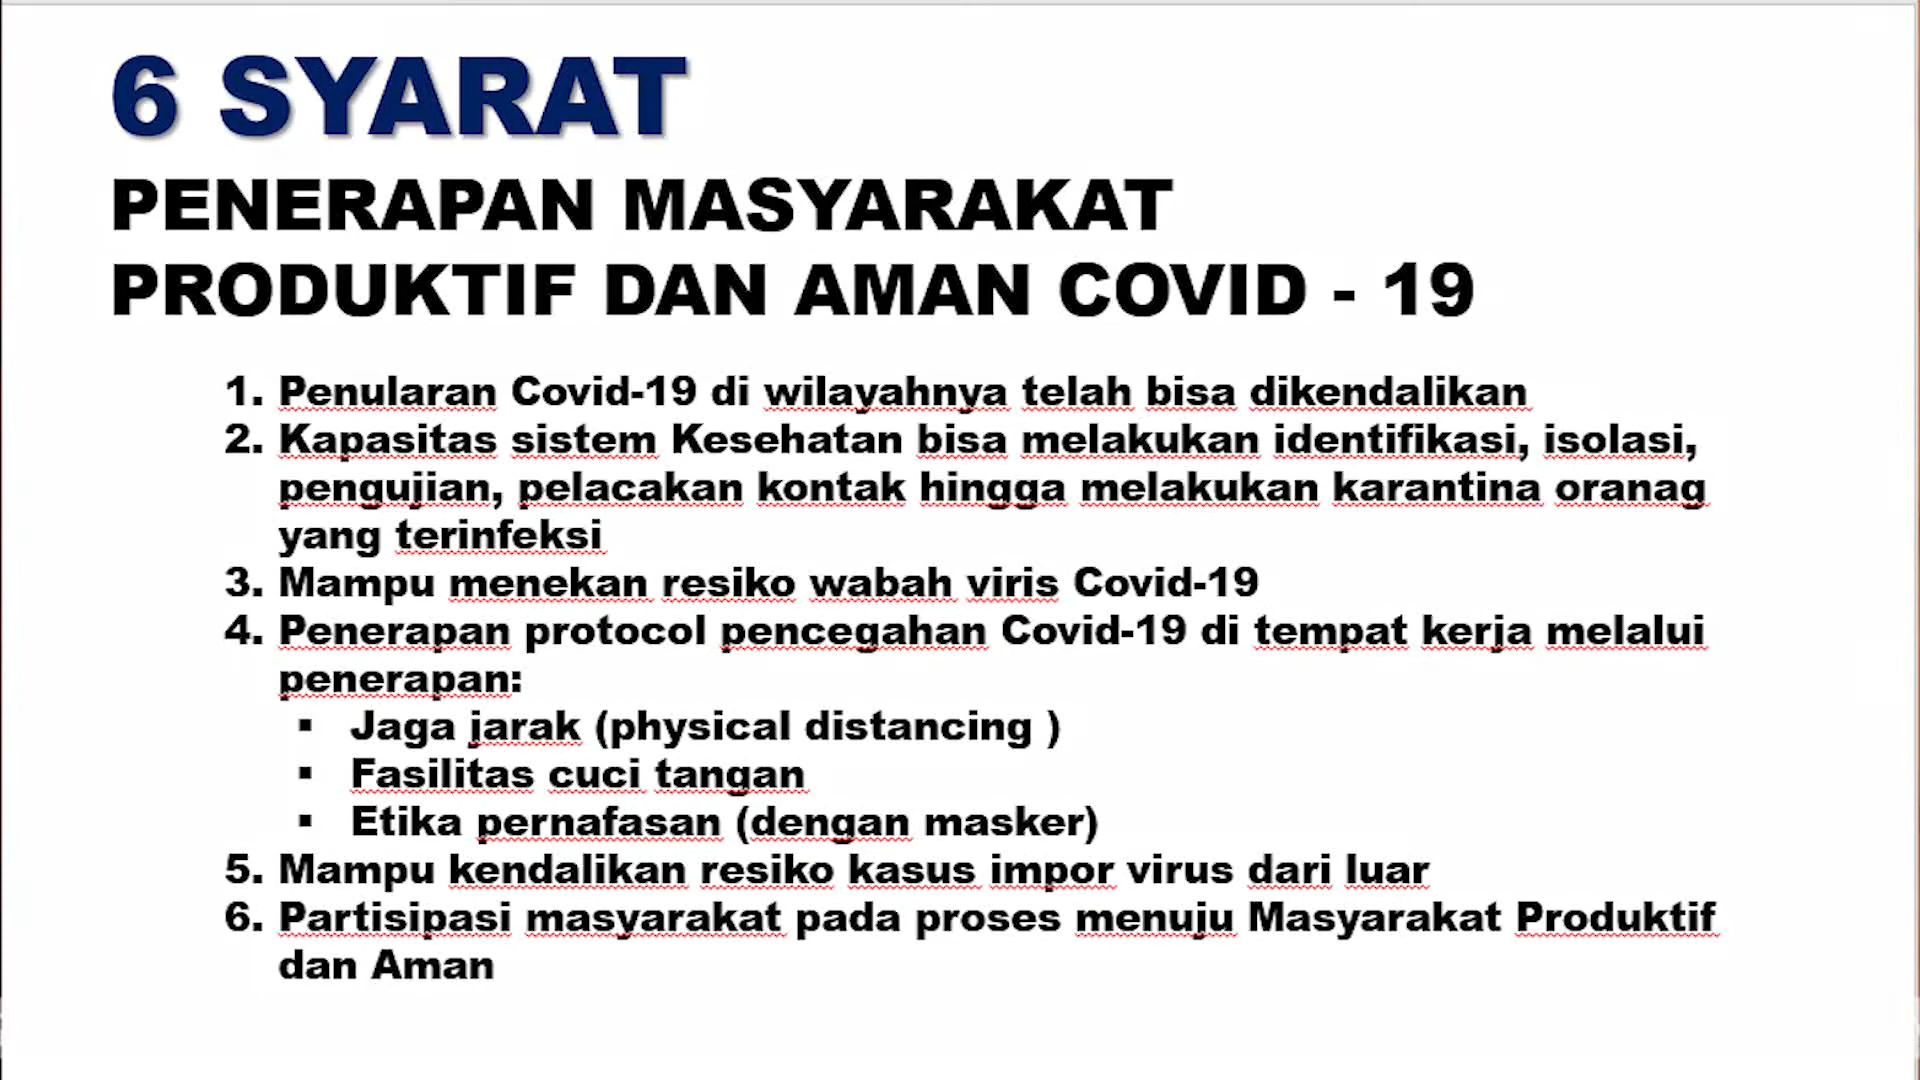 6 SYARAT
PENERAPAN MASYARAKAT
PRODUKTIF DAN AMAN COVID - 19
1. Penularan Covid-19 di wilayahnya telah bisa dikendalikan
2. Kapasitas sistem Kesehatan bisa melakukan identifikasi, isolasi,
pengujian, pelacakan kontak hingga melakukan karantina oranag
yang terinfeksi
3. Mampu menekan resiko wabah viris Covid-19
4. Penerapan protocol pencegahan Covid-19 di tempat kerja melalui
penerapan:
▪ Jaga jarak (physical distancing )
▪ Fasilitas cuci tangan
▪ Etika pernafasan (dengan masker)
5. Mampu kendalikan resiko kasus impor virus dari luar
6. Partisipasi masyarakat pada proses menuju Masyarakat Produktif
dan Aman